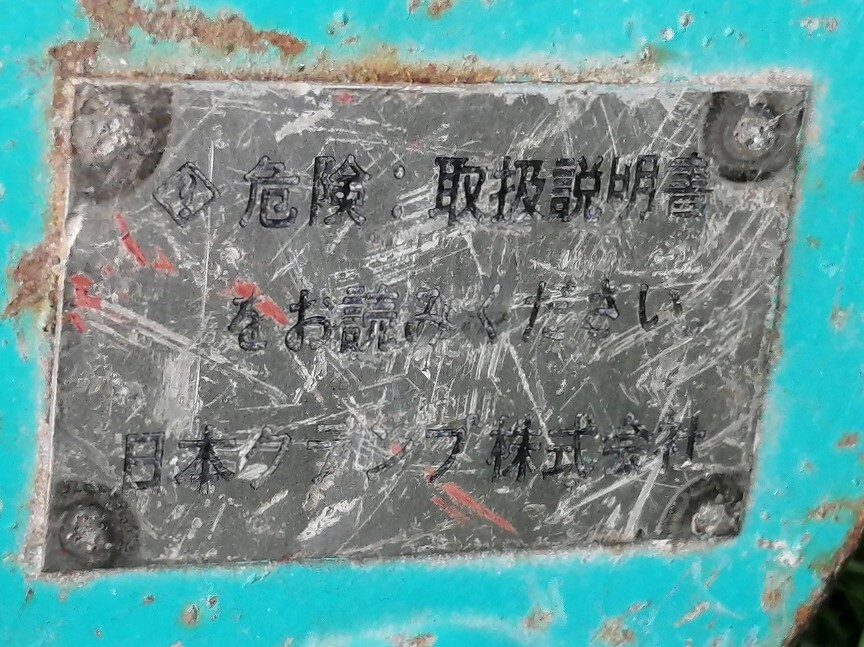 危険:取扱説明書
をお読みください
日本クランプ株式会社